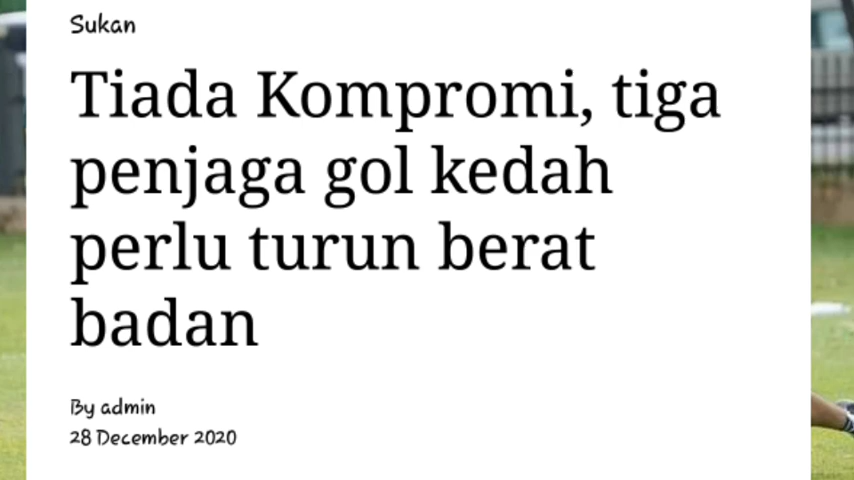 Sukan
Tiada Kompromi, tiga
penjaga gol kedah
perlu turun berat
badan
By admin
28 December 2020